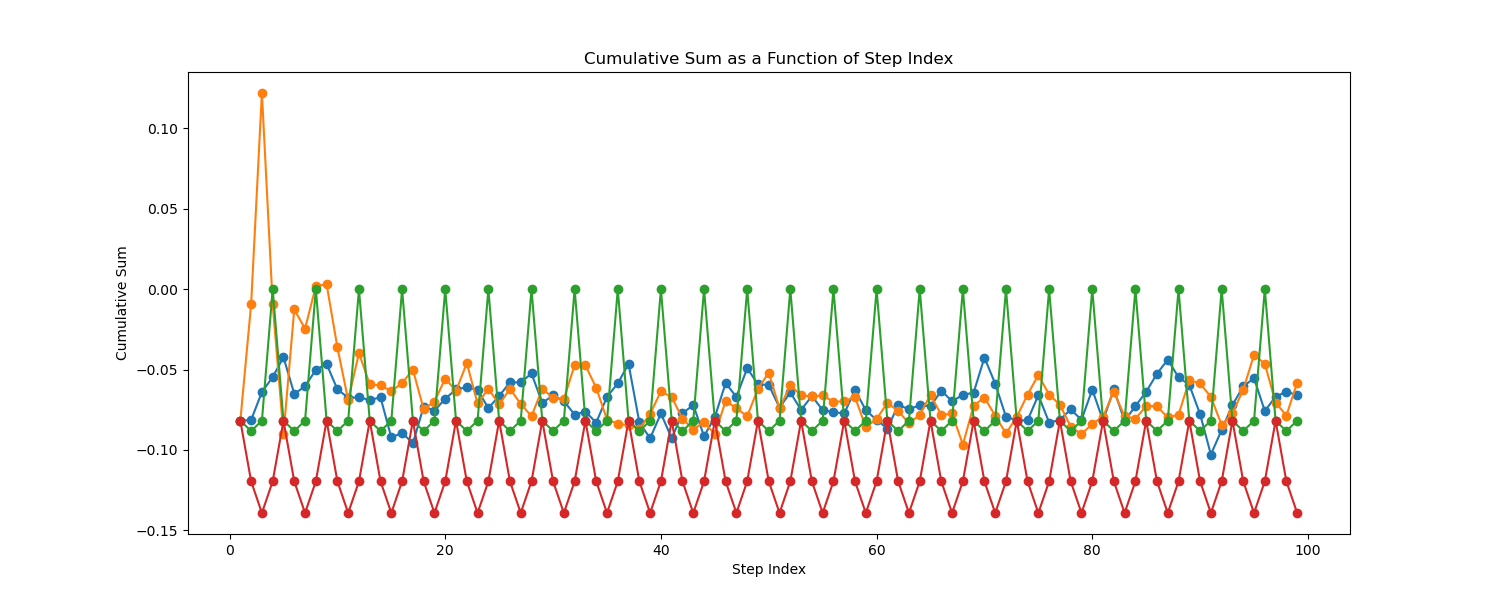 Cumulative Sum as a Function of Step Index
0.10
0.05
0.00
−0.05
−0.10
−0.15
Cumulative Sum
0 20 40 60 80 100
Step Index